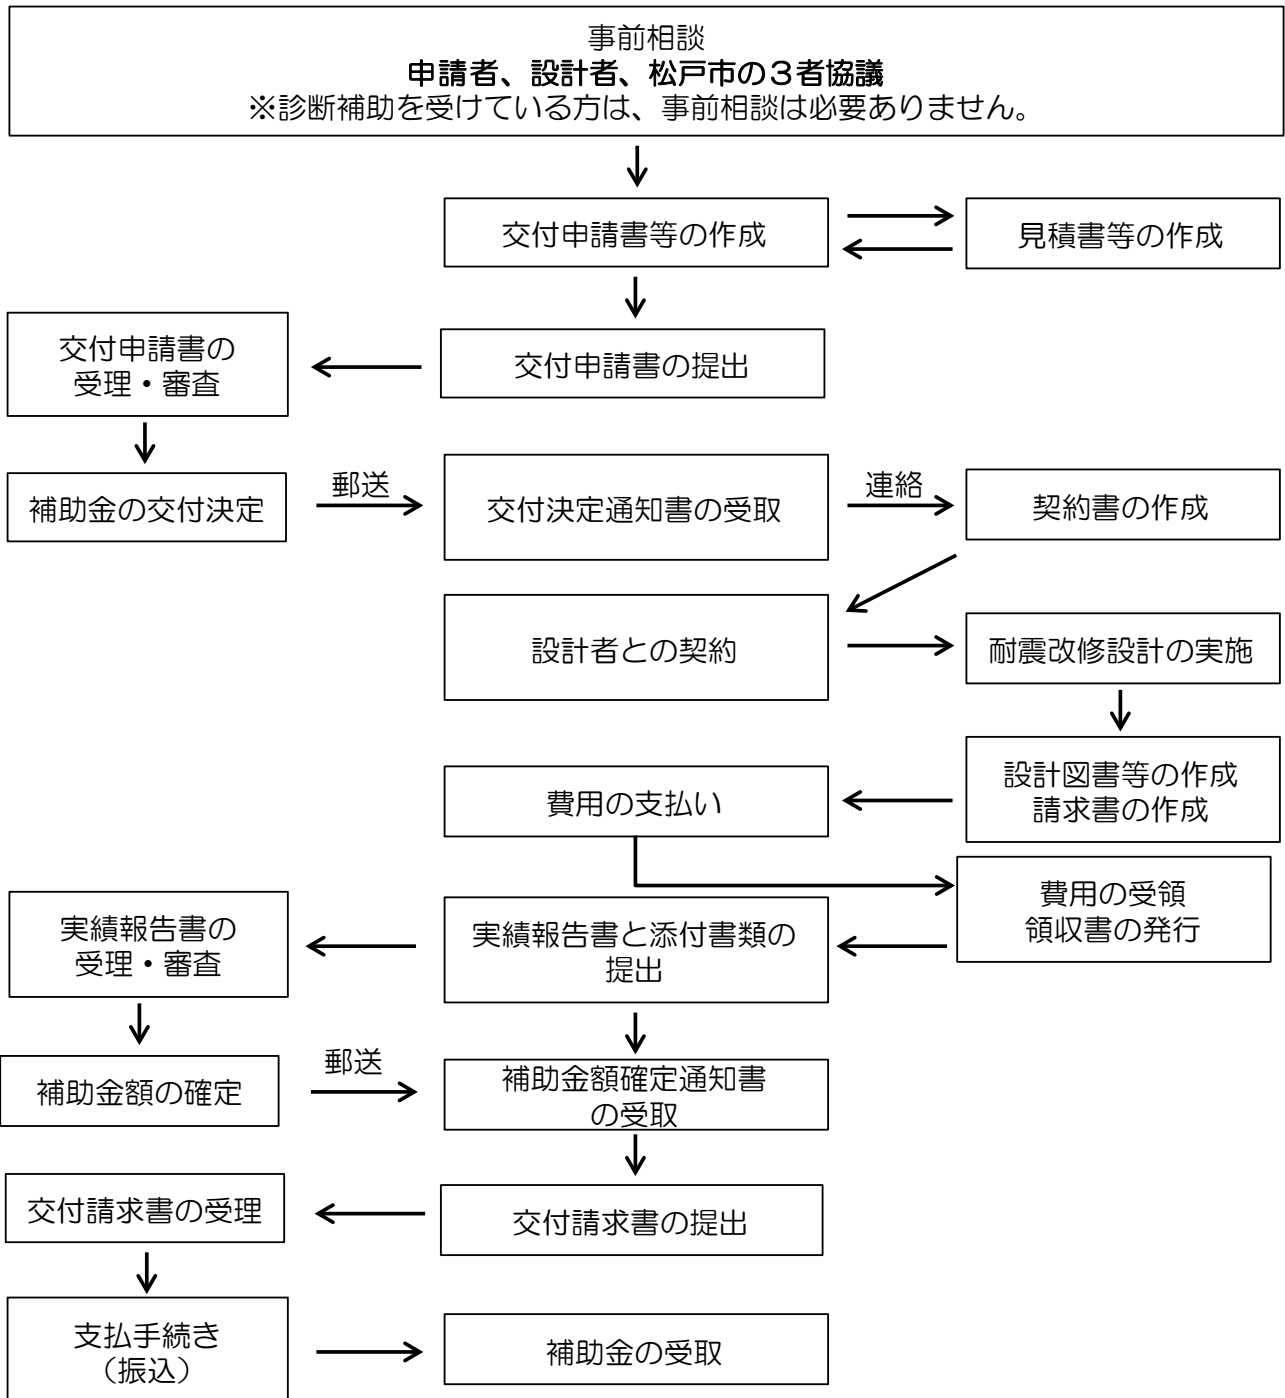 事前相談
申請者、設計者、松戸市の3者協議
※診断補助を受けている方は、事前相談は必要ありません。
交付申請書等の作成
見積書等の作成
交付申請書の
受理・審査
交付申請書の提出
補助金の交付決定
郵送
交付決定通知書の受取
連絡
契約書の作成
設計者との契約
耐震改修設計の実施
設計図書等の作成
請求書の作成
費用の支払い
費用の受領
領収書の発行
実績報告書の
受理・審査
実績報告書と添付書類の
提出
補助金額の確定
郵送
補助金額確定通知書
の受取
交付請求書の受理
交付請求書の提出
支払手続き
（振込）
補助金の受取